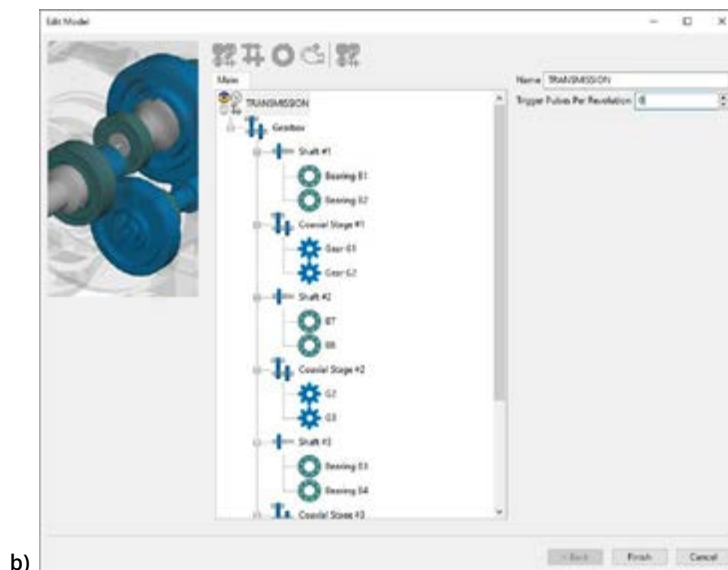 Edit Model
Main
TRANSMISSION
Gearbox
Shaft #1
Bearing B1
Bearing B2
Coaxial Stage #1
Gear G1
Gear G2
Shaft #2
B7
B8
Coaxial Stage #2
G2
G3
Shaft #3
Bearing B3
Bearing B4
Coaxial Stage #3
Name TRANSMISSION
Trigger Pulses Per Revolution
< Back Finish Cancel
b)